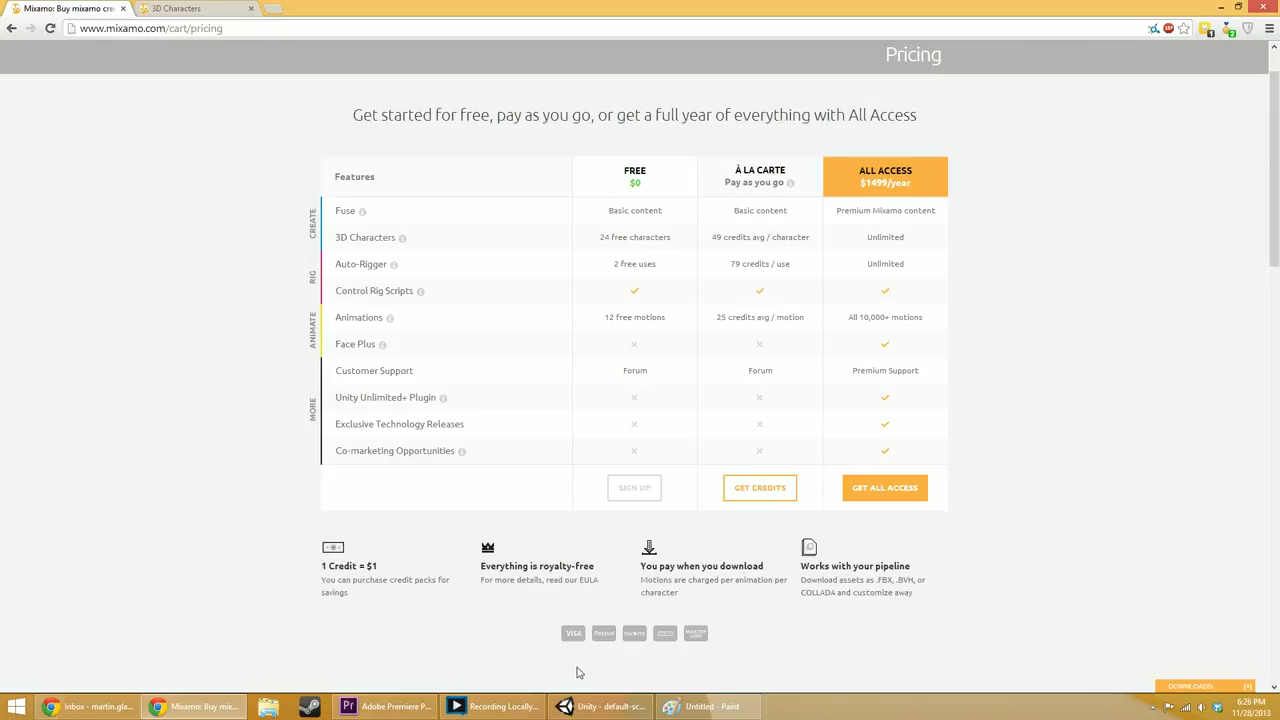 Mixamo: Buy mixamo cre
3D Characters
www.mixamo.com/cart/pricing
Pricing
Get started for free, pay as you go, or get a full year of everything with All Access
Features
FREE
$0
À LA CARTE
Pay as you go
ALL ACCESS
$1499/year
CREATE
Fuse
Basic content
Basic content
Premium Mixamo content
3D Characters
24 free characters
49 credits avg / character
Unlimited
RIG
Auto-Rigger
2 free uses
79 credits / use
Unlimited
Control Rig Scripts
ANIMATE
Animations
12 free motions
25 credits avg / motion
All 10,000+ motions
Face Plus
MORE
Customer Support
Forum
Forum
Premium Support
Unity Unlimited+ Plugin
Exclusive Technology Releases
Co-marketing Opportunities
SIGN UP
GET CREDITS
GET ALL ACCESS
1 Credit = $1
You can purchase credit packs for
savings
Everything is royalty-free
For more details, read our EULA
You pay when you download
Motions are charged per animation per
character
Works with your pipeline
Download assets as .FBX, .BVH, or
COLLADA and customize away
VISA
PayPal
MASTER
CARD
DOWNLOADS [+]
Inbox - martin.gla...
Mixamo: Buy mix...
Adobe Premiere P...
Recording Locally...
Unity - default-sc...
Untitled - Paint
6:26 PM
11/28/2013